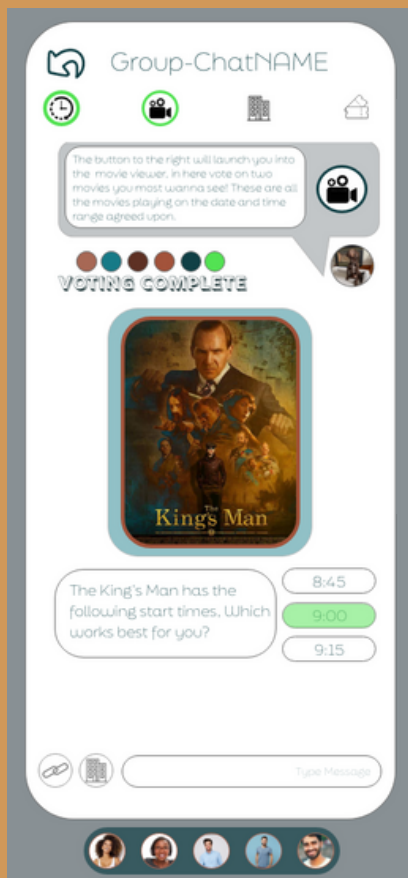 Group-ChatNAME
The button to the right will launch you into
the movie viewer, in here vote on two
movies you most wanna see! These are all
the movies playing on the date and time
range agreed upon.
VOTING COMPLETE
The
King's Man
The King's Man has the
following start times. Which
works best for you?
8:45
9:00
9:15
Type Message